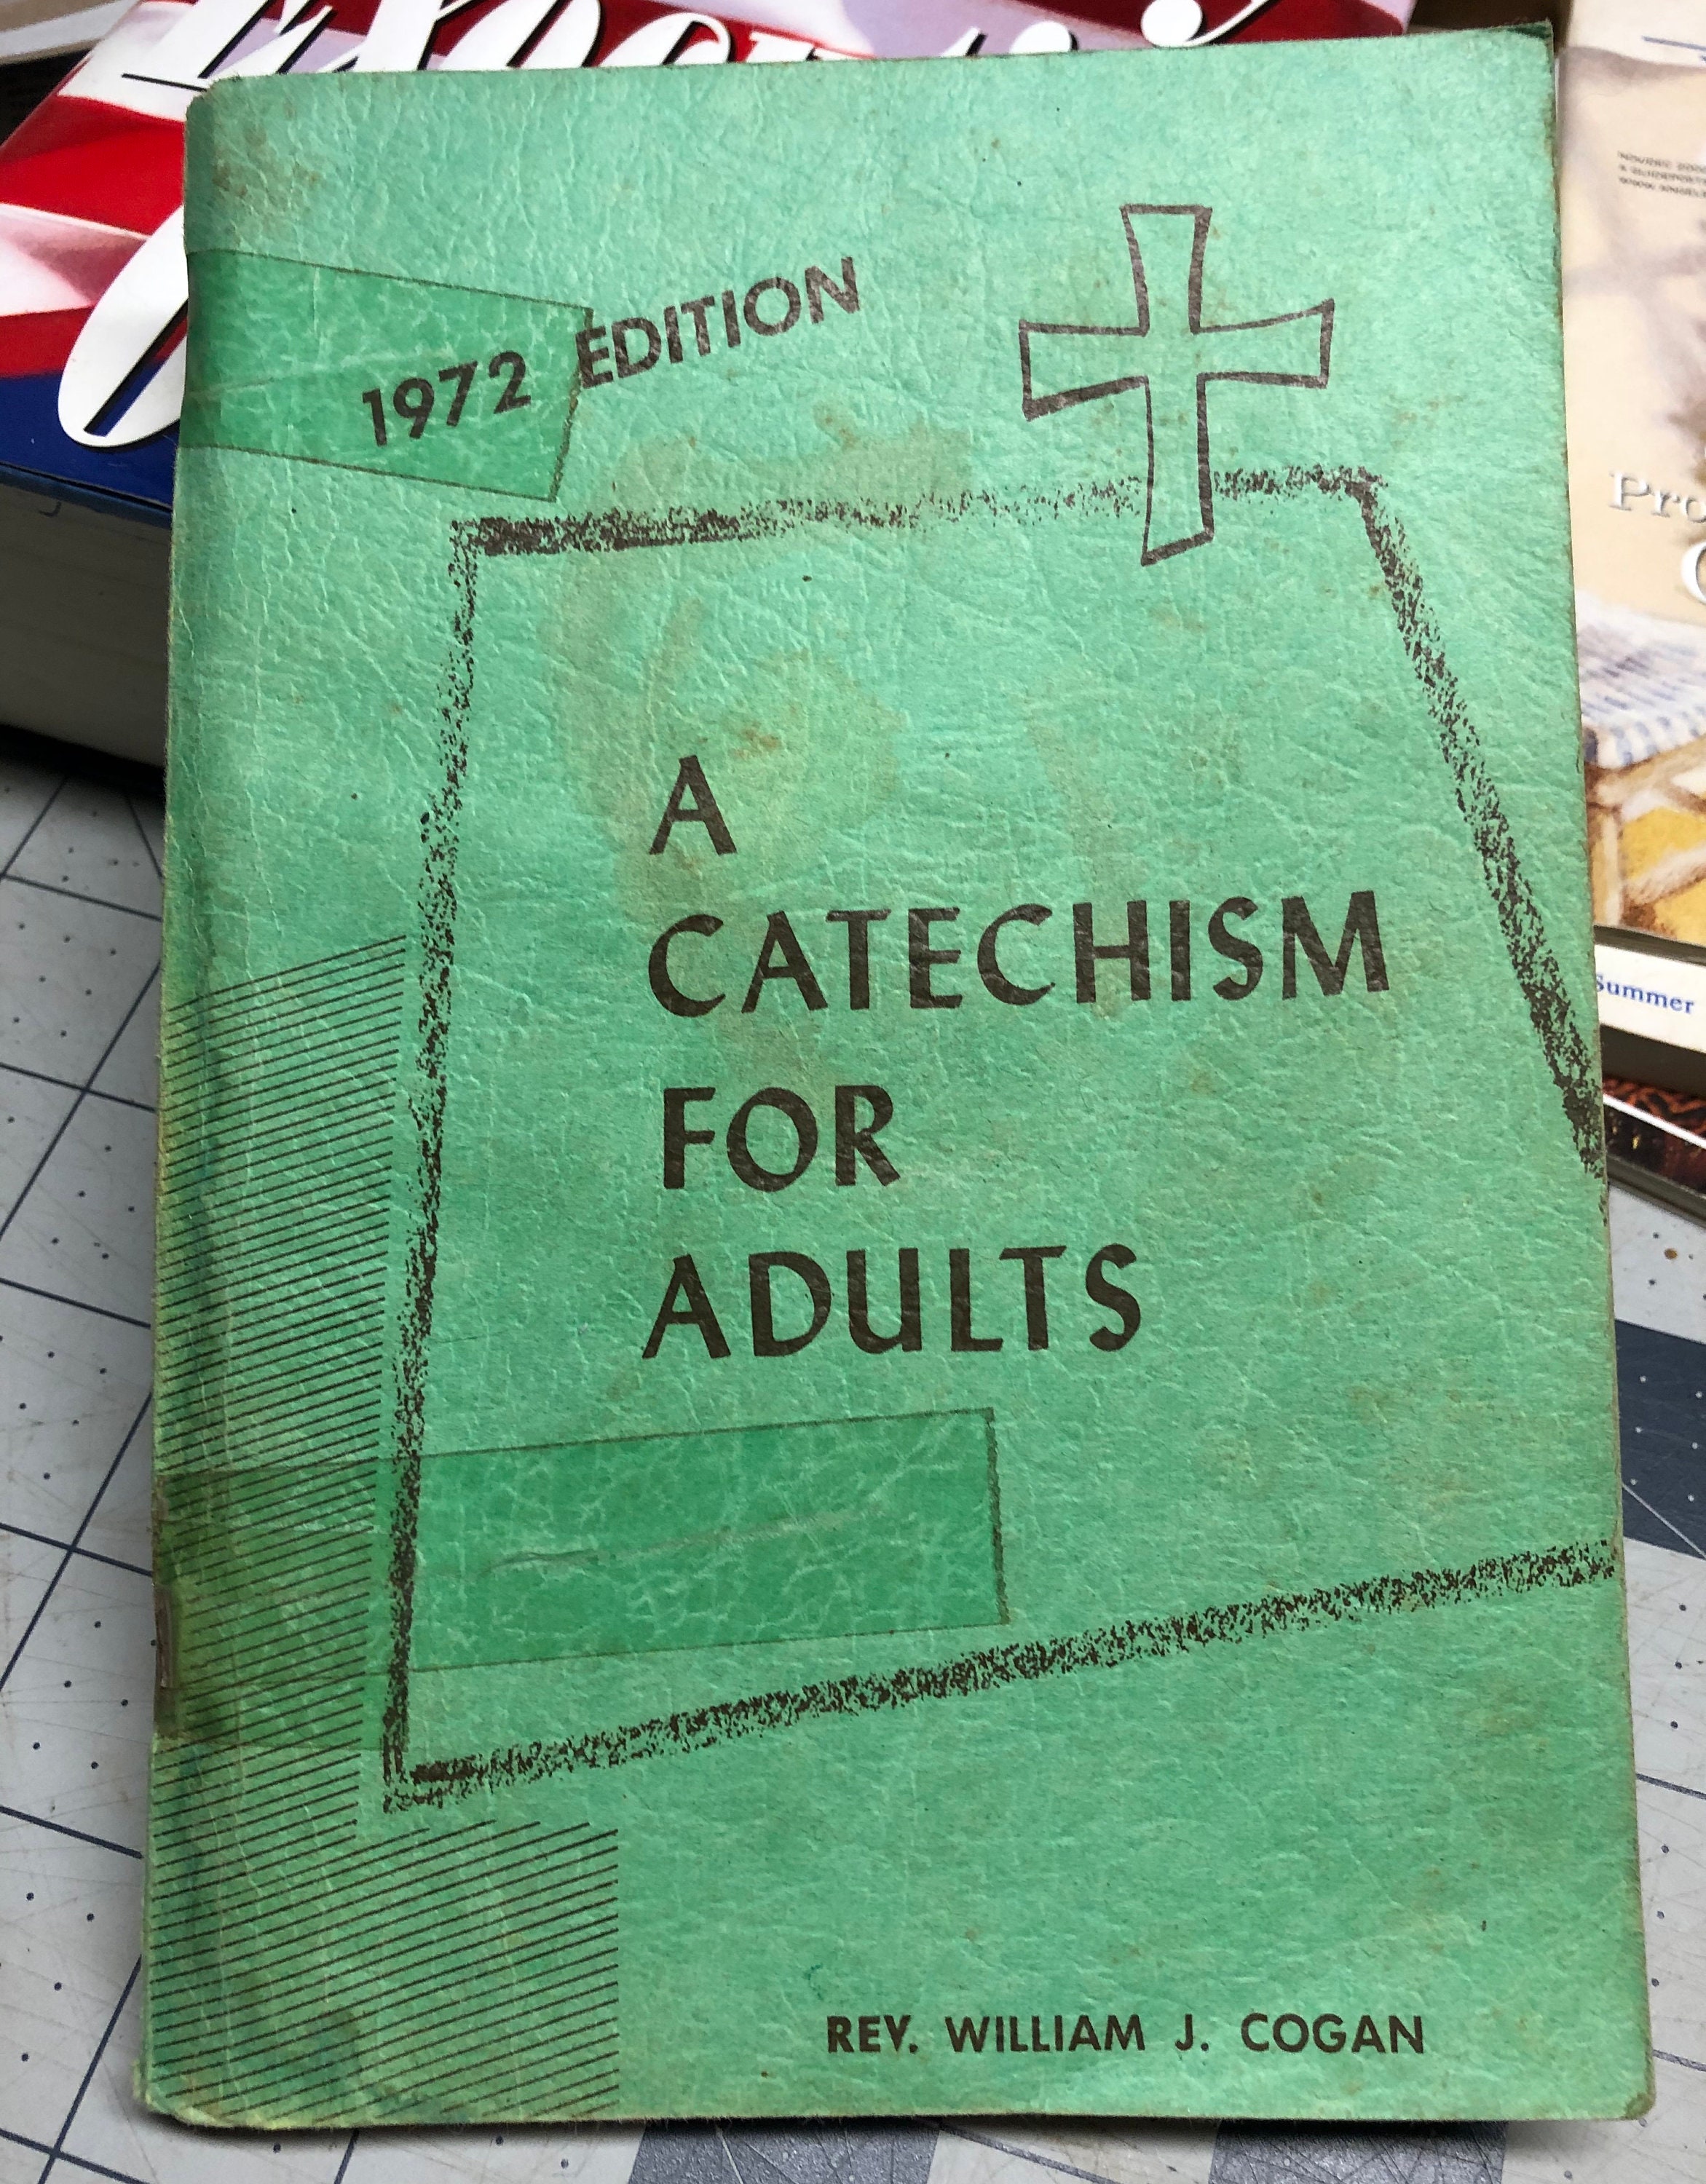 1972 EDITION
A
CATECHISM
FOR
ADULTS
REV. WILLIAM J. COGAN
Summer